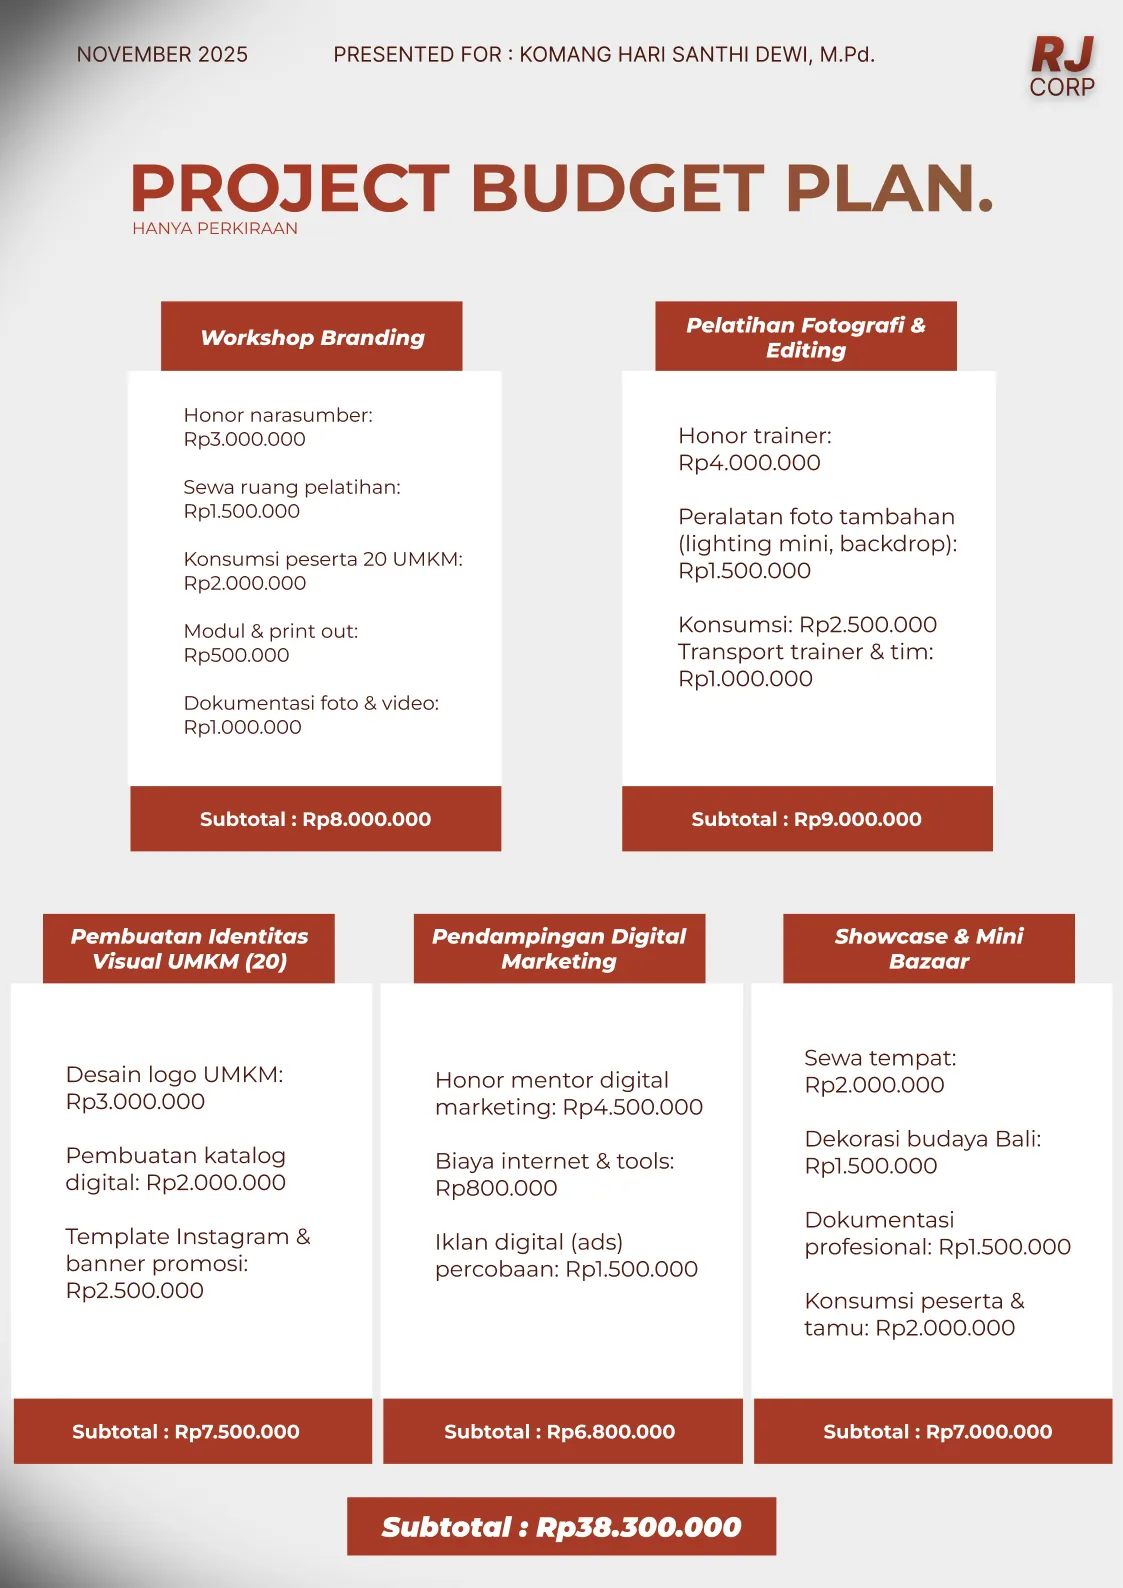 NOVEMBER 2025
PRESENTED FOR : KOMANG HARI SANTHI DEWI, M.Pd.
RJ
CORP
PROJECT BUDGET PLAN.
HANYA PERKIRAAN
Workshop Branding
Honor narasumber:
Rp3.000.000
Sewa ruang pelatihan:
Rp1.500.000
Konsumsi peserta 20 UMKM:
Rp2.000.000
Modul & print out:
Rp500.000
Dokumentasi foto & video:
Rp1.000.000
Subtotal : Rp8.000.000
Pelatihan Fotografi &
Editing
Honor trainer:
Rp4.000.000
Peralatan foto tambahan
(lighting mini, backdrop):
Rp1.500.000
Konsumsi: Rp2.500.000
Transport trainer & tim:
Rp1.000.000
Subtotal : Rp9.000.000
Pembuatan Identitas
Visual UMKM (20)
Desain logo UMKM:
Rp3.000.000
Pembuatan katalog
digital: Rp2.000.000
Template Instagram &
banner promosi:
Rp2.500.000
Subtotal : Rp7.500.000
Pendampingan Digital
Marketing
Honor mentor digital
marketing: Rp4.500.000
Biaya internet & tools:
Rp800.000
Iklan digital (ads)
percobaan: Rp1.500.000
Subtotal : Rp6.800.000
Showcase & Mini
Bazaar
Sewa tempat:
Rp2.000.000
Dekorasi budaya Bali:
Rp1.500.000
Dokumentasi
profesional: Rp1.500.000
Konsumsi peserta &
tamu: Rp2.000.000
Subtotal : Rp7.000.000
Subtotal : Rp38.300.000